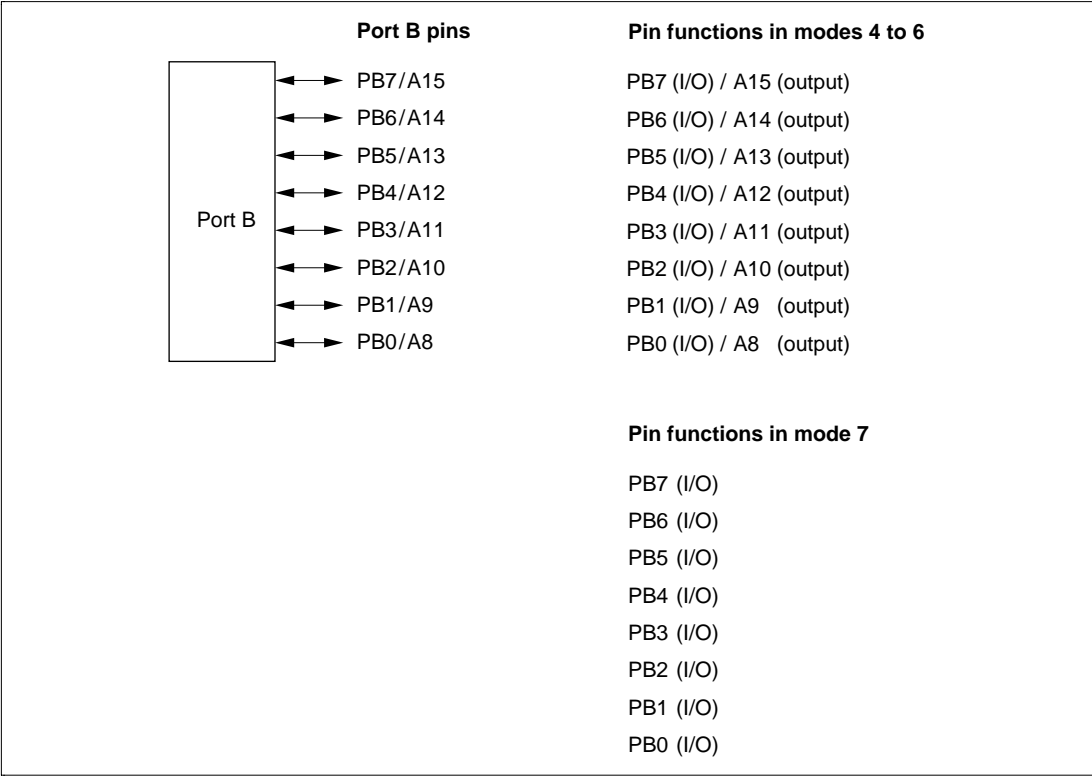 Port B pins Pin functions in modes 4 to 6
PB7/A15 PB7 (I/O) / A15 (output)
PB6/A14 PB6 (I/O) / A14 (output)
PB5/A13 PB5 (I/O) / A13 (output)
PB4/A12 PB4 (I/O) / A12 (output)
Port B
PB3/A11 PB3 (I/O) / A11 (output)
PB2/A10 PB2 (I/O) / A10 (output)
PB1/A9 PB1 (I/O) / A9 (output)
PB0/A8 PB0 (I/O) / A8 (output)
Pin functions in mode 7
PB7 (I/O)
PB6 (I/O)
PB5 (I/O)
PB4 (I/O)
PB3 (I/O)
PB2 (I/O)
PB1 (I/O)
PB0 (I/O)